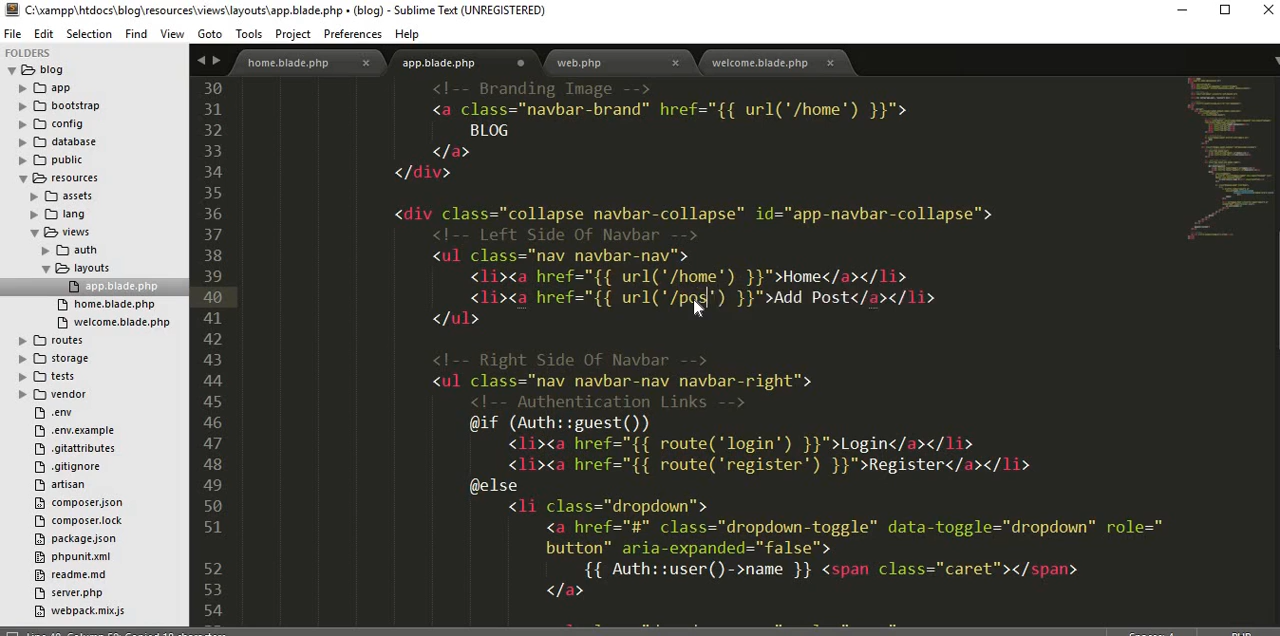 C:\xampp\htdocs\blog\resources\views\layouts\app.blade.php • (blog) - Sublime Text (UNREGISTERED)
File Edit Selection Find View Goto Tools Project Preferences Help
FOLDERS
blog
app
bootstrap
config
database
public
resources
assets
lang
views
auth
layouts
app.blade.php
home.blade.php
welcome.blade.php
routes
storage
tests
vendor
.env
.env.example
.gitattributes
.gitignore
artisan
composer.json
composer.lock
package.json
phpunit.xml
readme.md
server.php
webpack.mix.js
home.blade.php × app.blade.php • web.php × welcome.blade.php ×
30 <!-- Branding Image -->
31 <a class="navbar-brand" href="{{ url('/home') }}">
32 BLOG
33 </a>
34 </div>
35
36 <div class="collapse navbar-collapse" id="app-navbar-collapse">
37 <!-- Left Side Of Navbar -->
38 <ul class="nav navbar-nav">
39 <li><a href="{{ url('/home') }}">Home</a></li>
40 <li><a href="{{ url('/pos') }}">Add Post</a></li>
41 </ul>
42
43 <!-- Right Side Of Navbar -->
44 <ul class="nav navbar-nav navbar-right">
45 <!-- Authentication Links -->
46 @if (Auth::guest())
47 <li><a href="{{ route('login') }}">Login</a></li>
48 <li><a href="{{ route('register') }}">Register</a></li>
49 @else
50 <li class="dropdown">
51 <a href="#" class="dropdown-toggle" data-toggle="dropdown" role="
button" aria-expanded="false">
52 {{ Auth::user()->name }} <span class="caret"></span>
53 </a>
54